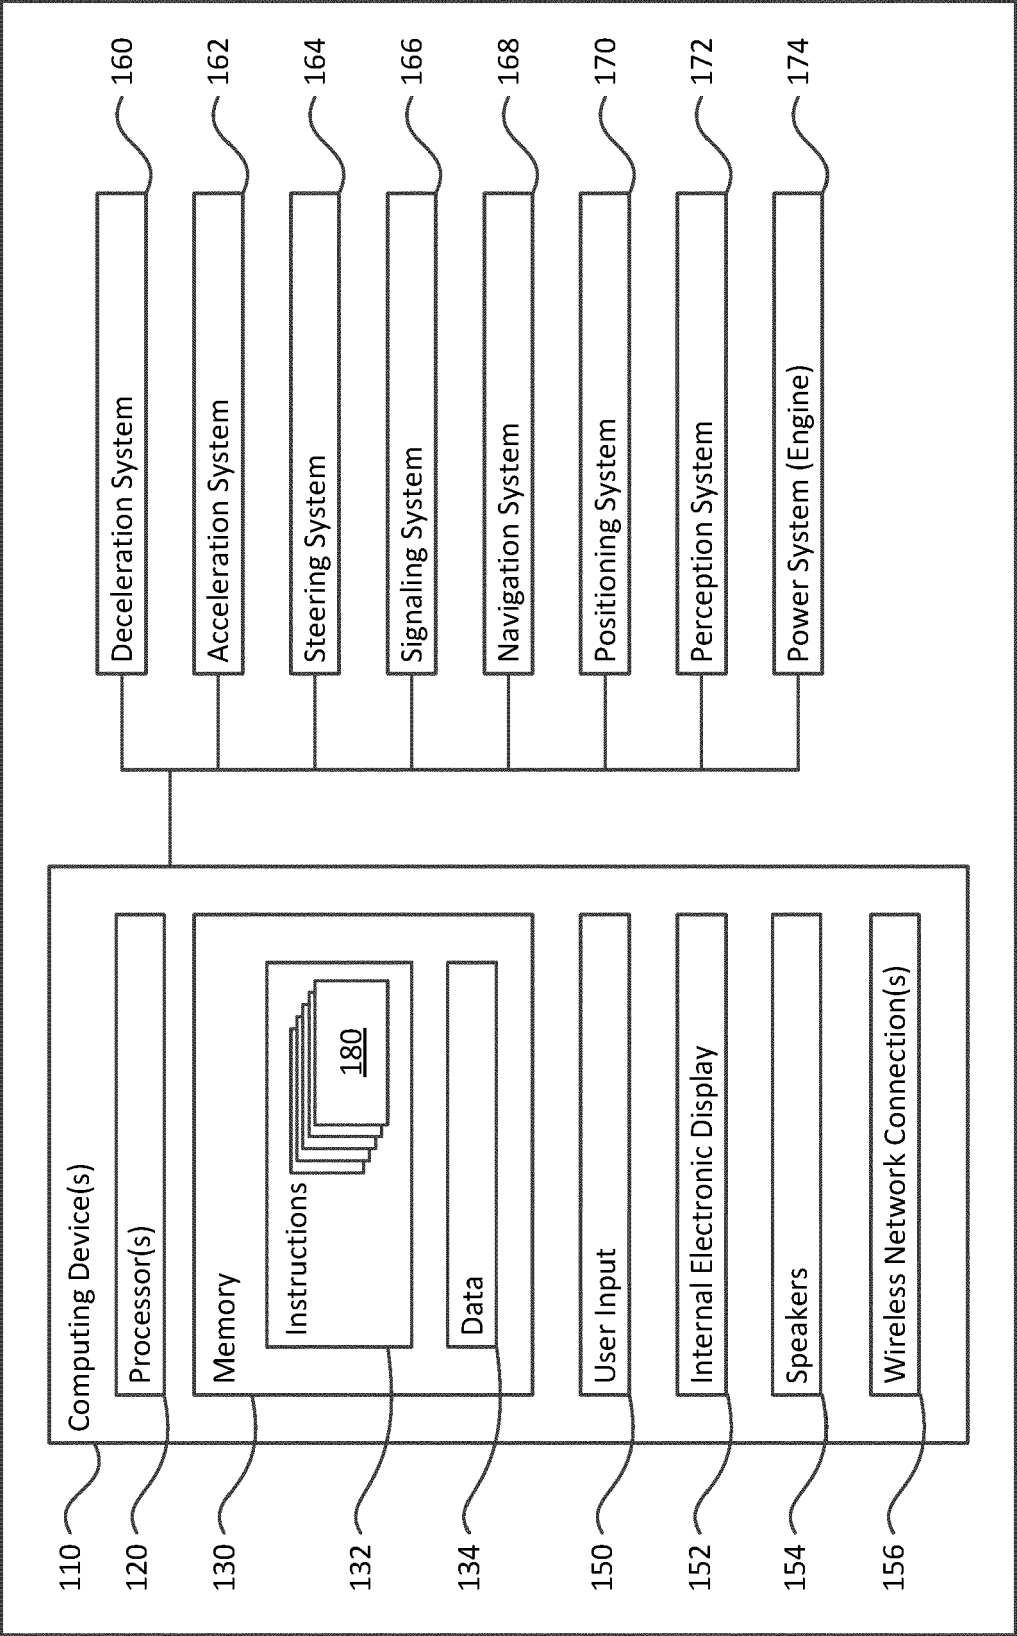 110
Computing Device(s)
120
Processor(s)
130
Memory
132
Instructions
180
134
Data
150
User Input
152
Internal Electronic Display
154
Speakers
156
Wireless Network Connection(s)
Deceleration System
160
Acceleration System
162
Steering System
164
Signaling System
166
Navigation System
168
Positioning System
170
Perception System
172
Power System (Engine)
174